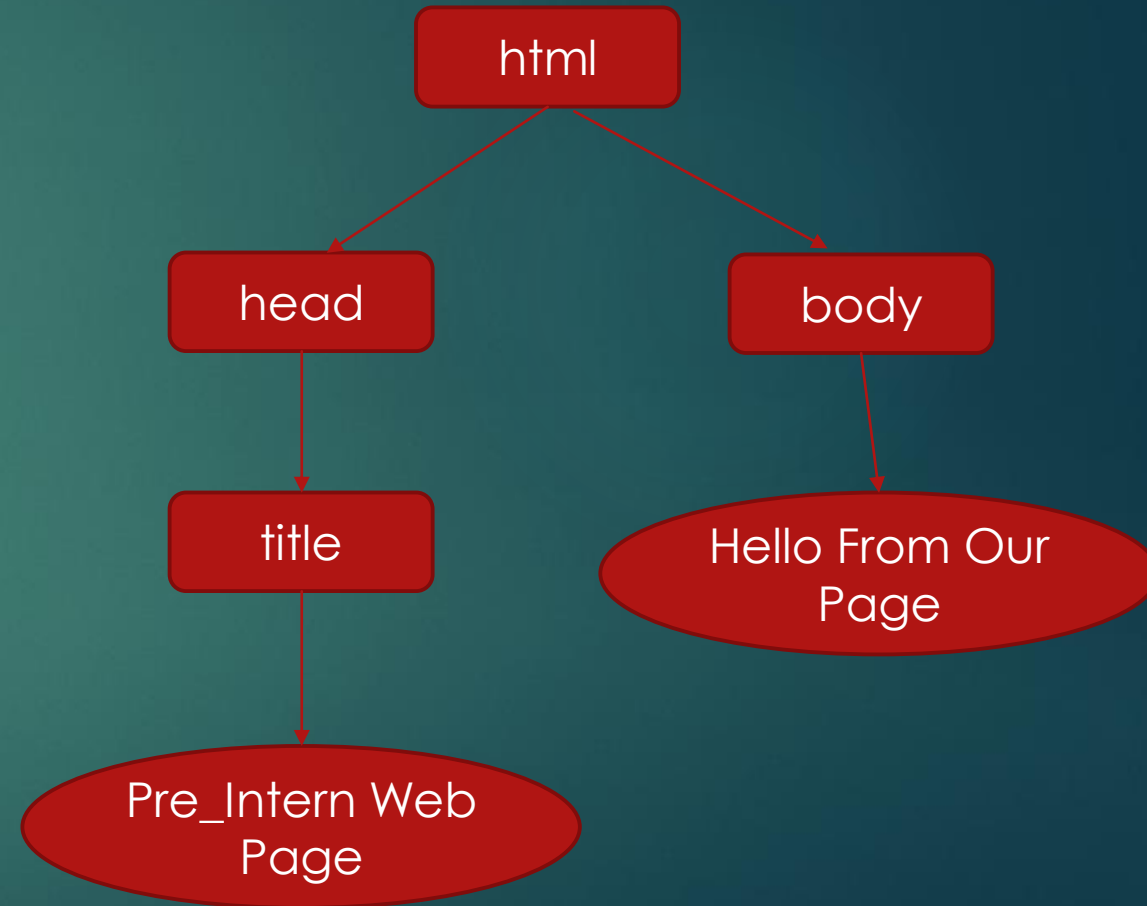 html
head
body
title
Hello From Our
Page
Pre_Intern Web
Page